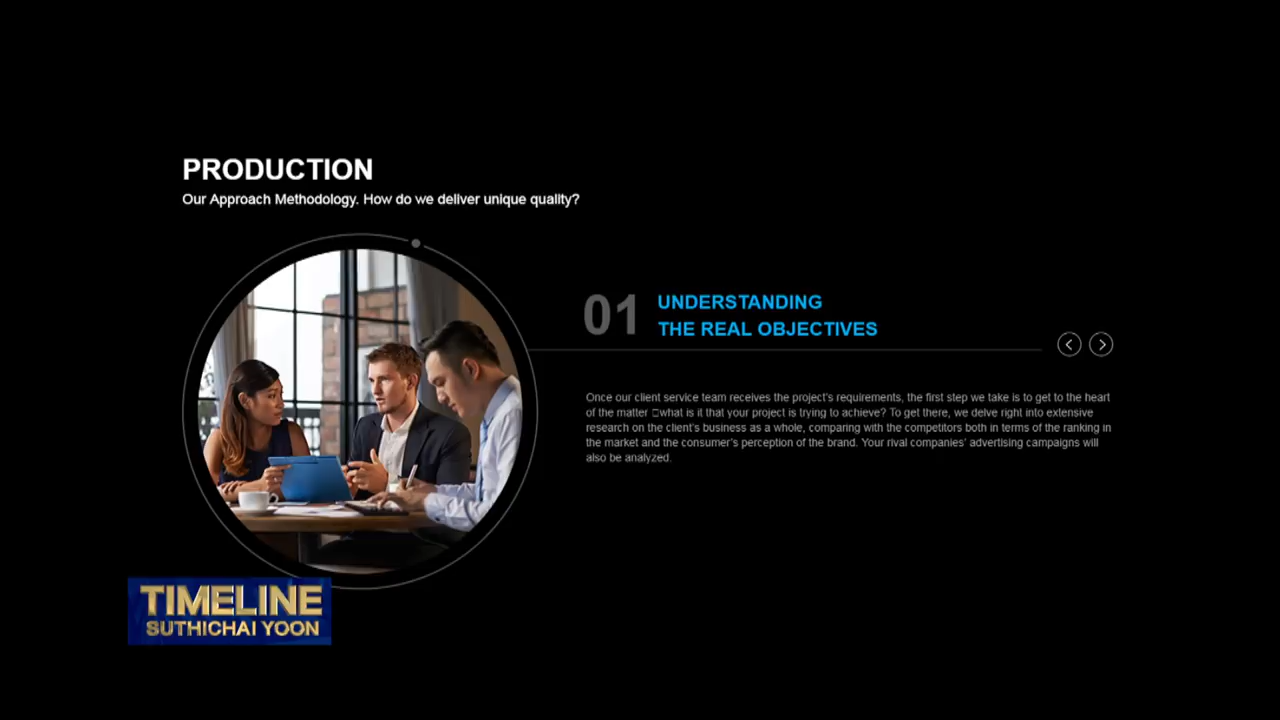 PRODUCTION
Our Approach Methodology. How do we deliver unique quality?
01
UNDERSTANDING
THE REAL OBJECTIVES
Once our client service team receives the project's requirements, the first step we take is to get to the heart
of the matter □what is it that your project is trying to achieve? To get there, we delve right into extensive
research on the client's business as a whole, comparing with the competitors both in terms of the ranking in
the market and the consumer's perception of the brand. Your rival companies' advertising campaigns will
also be analyzed.
TIMELINE
SUTHICHAI YOON